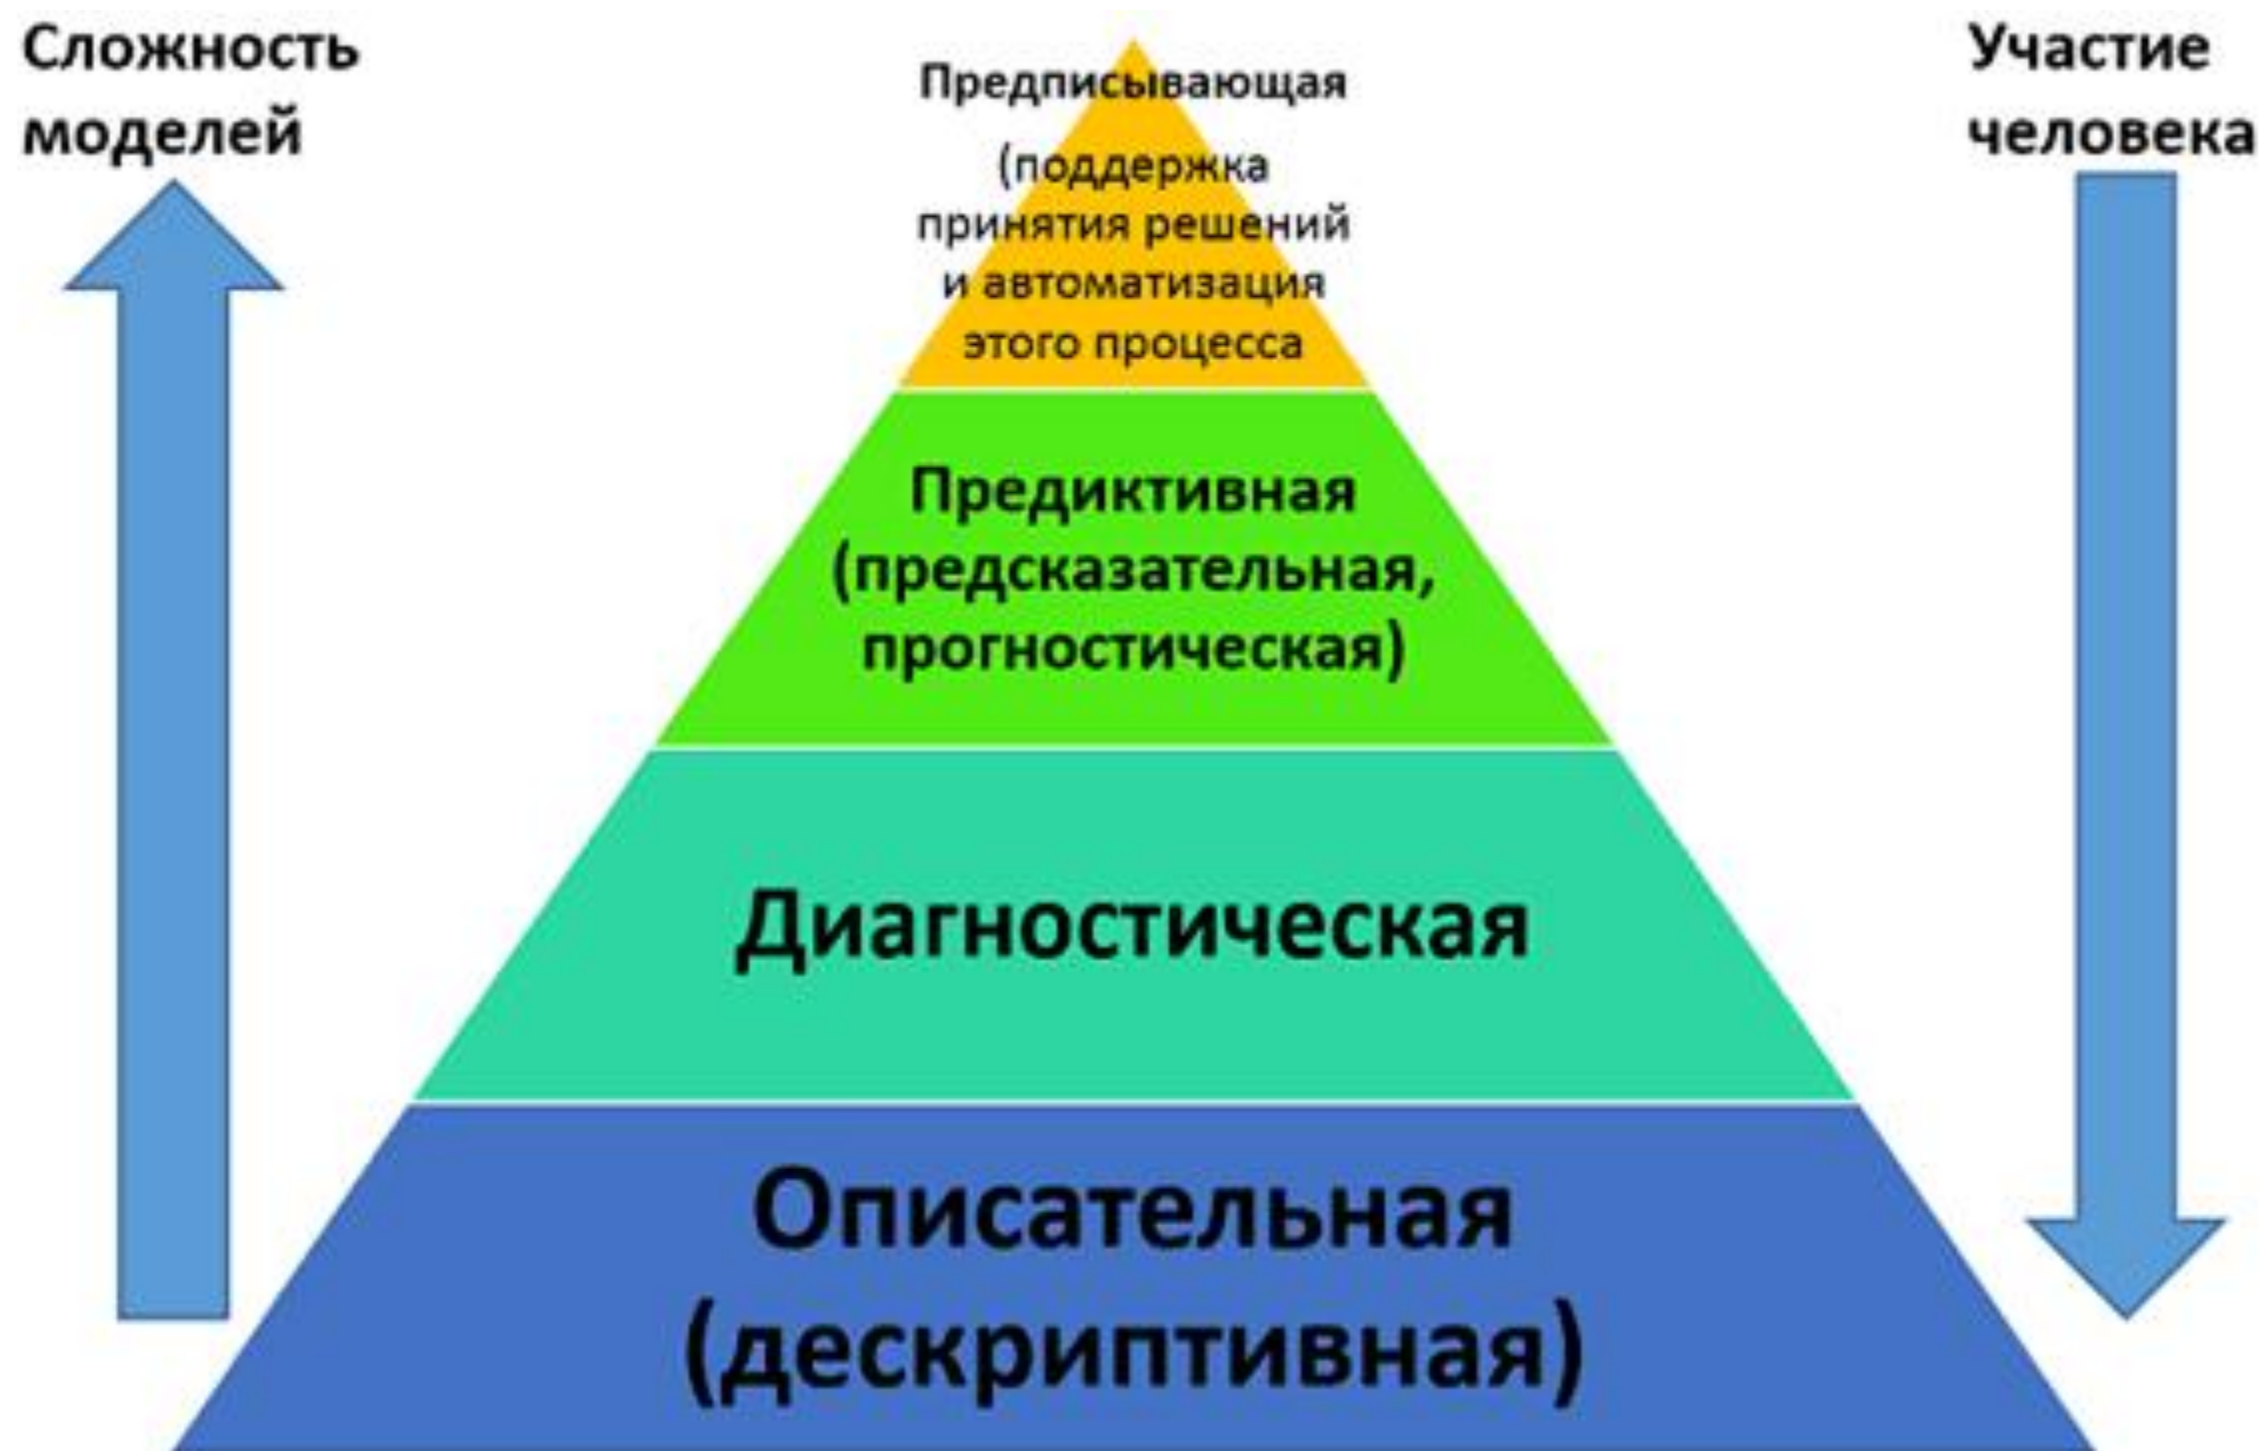 Сложность
моделей
Участие
человека
Предписывающая
(поддержка
принятия решений
и автоматизация
этого процесса
Предиктивная
(предсказательная,
прогностическая)
Диагностическая
Описательная
(дескриптивная)